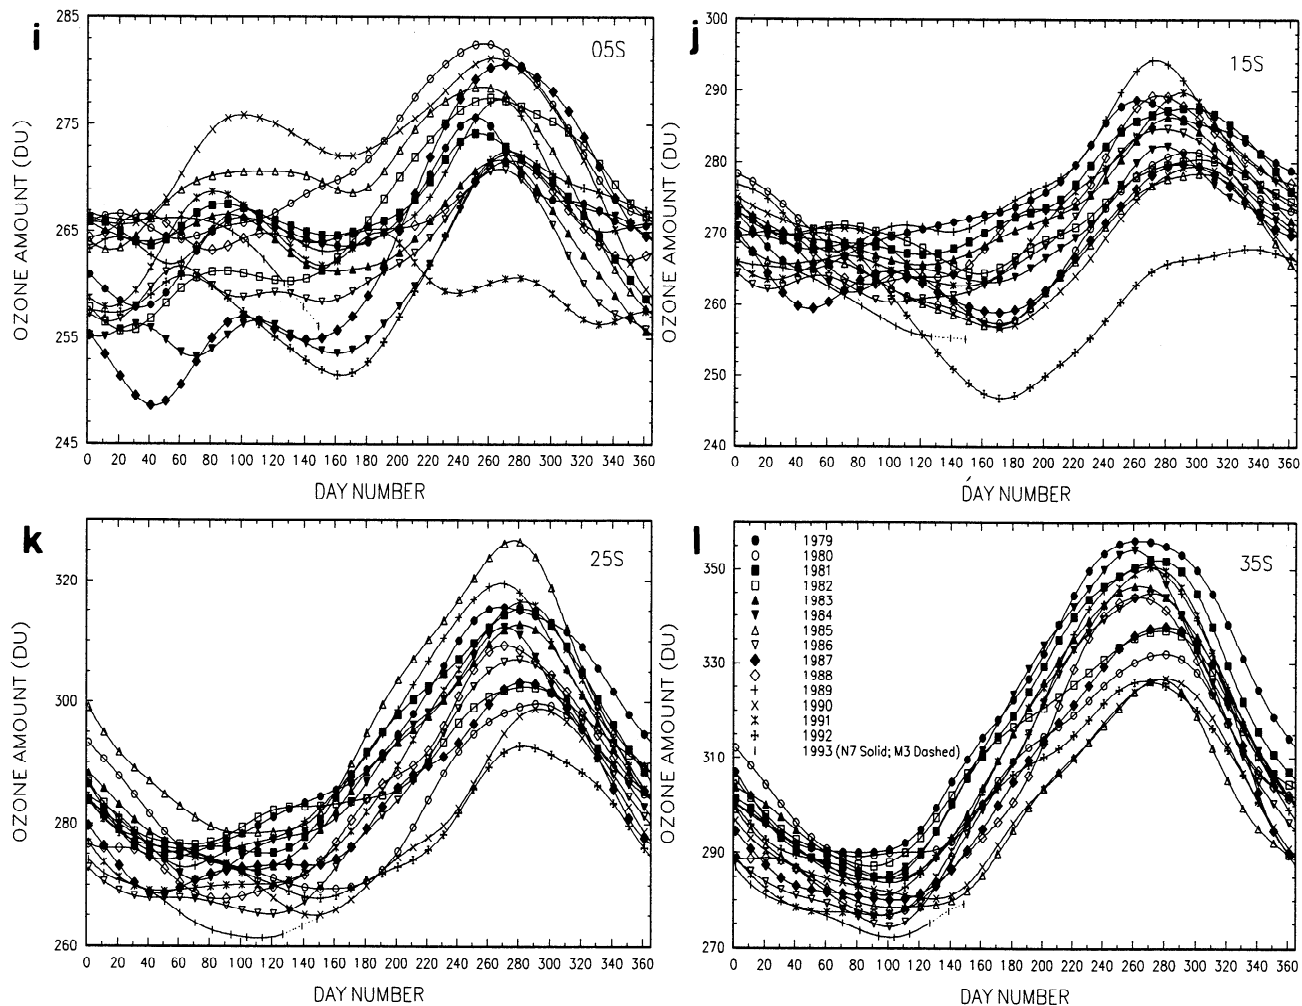 i
285
275
265
255
245
OZONE AMOUNT (DU)
05S
0 20 40 60 80 100 120 140 160 180 200 220 240 260 280 300 320 340 360
DAY NUMBER
j
300
290
280
270
260
250
240
OZONE AMOUNT (DU)
15S
0 20 40 60 80 100 120 140 160 180 200 220 240 260 280 300 320 340 360
DAY NUMBER
k
320
300
280
260
OZONE AMOUNT (DU)
25S
0 20 40 60 80 100 120 140 160 180 200 220 240 260 280 300 320 340 360
DAY NUMBER
l
350
330
310
290
270
OZONE AMOUNT (DU)
35S
1979
1980
1981
1982
1983
1984
1985
1986
1987
1988
1989
1990
1991
1992
1993 (N7 Solid; M3 Dashed)
0 20 40 60 80 100 120 140 160 180 200 220 240 260 280 300 320 340 360
DAY NUMBER